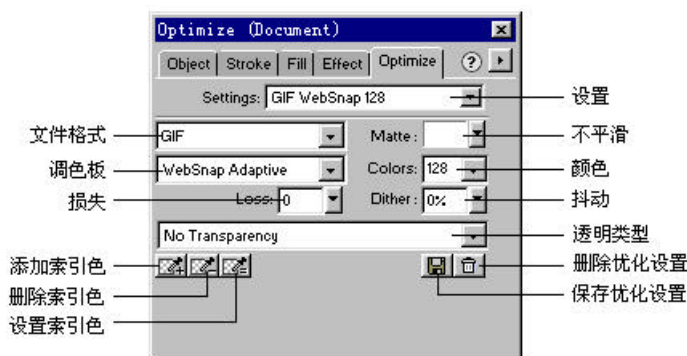 Optimize (Document)
Object Stroke Fill Effect Optimize ?
Settings: GIF WebSnap 128 设置
文件格式 GIF Matte: 不平滑
调色板 WebSnap Adaptive Colors: 128 颜色
损失 Loss: 0 Dither: 0% 抖动
No Transparency 透明类型
添加索引色 删除优化设置
删除索引色 保存优化设置
设置索引色